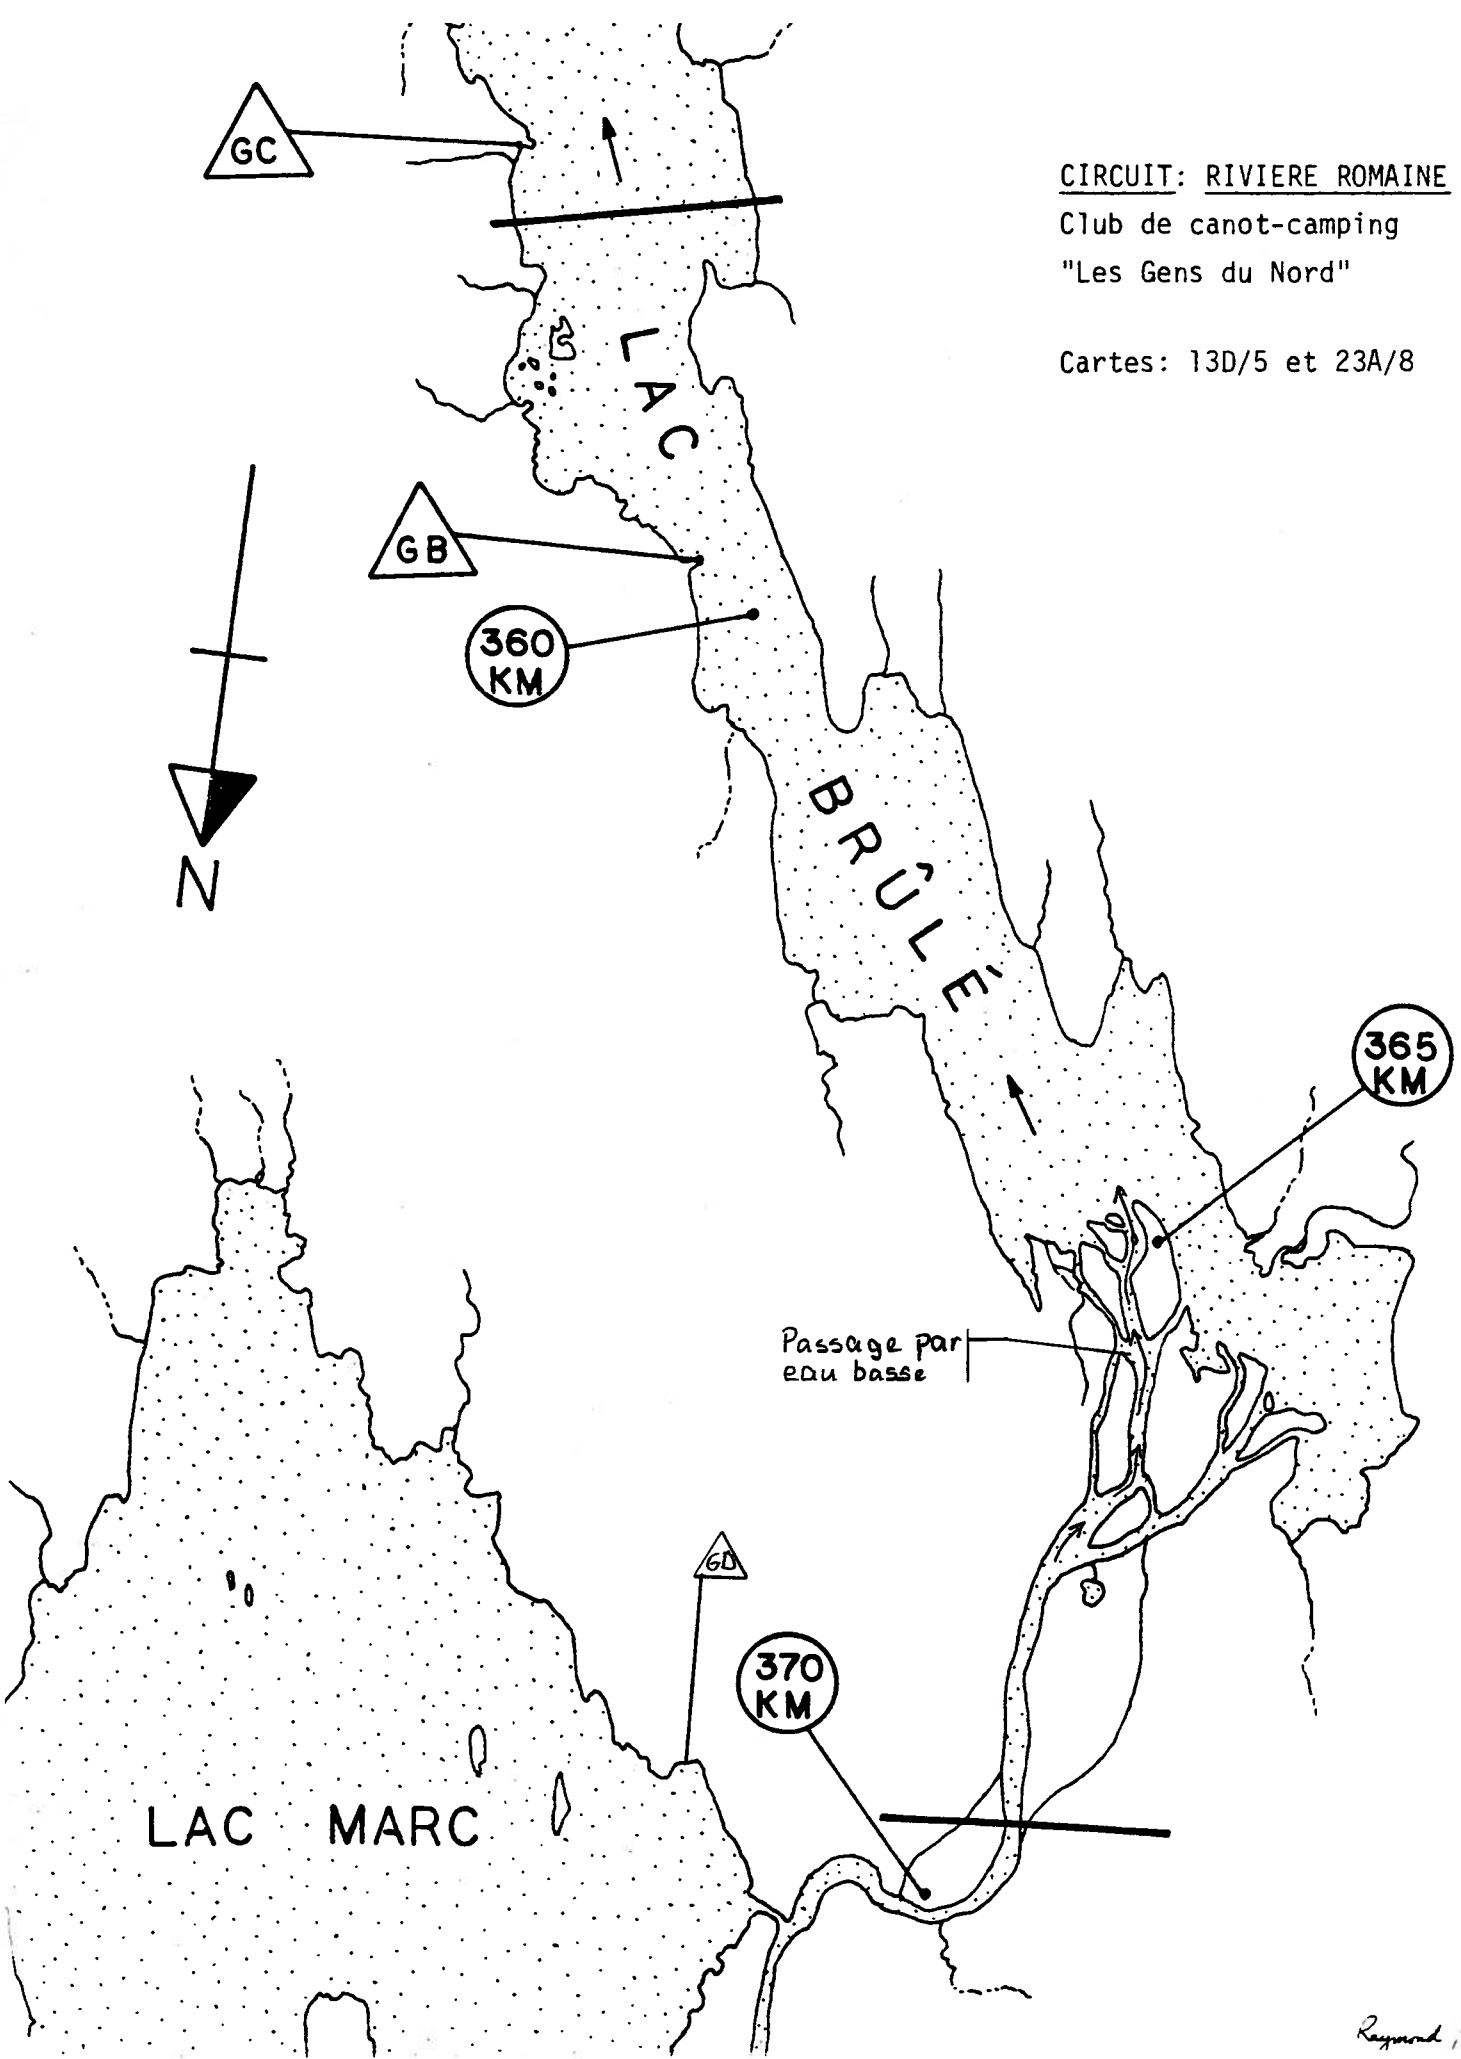 GC
CIRCUIT: RIVIERE ROMAINE
Club de canot-camping
"Les Gens du Nord"
Cartes: 13D/5 et 23A/8
LAC
GB
360
KM
N
BRÛLÉ
365
KM
Passage par
eau basse
GD
370
KM
LAC MARC
Raymond